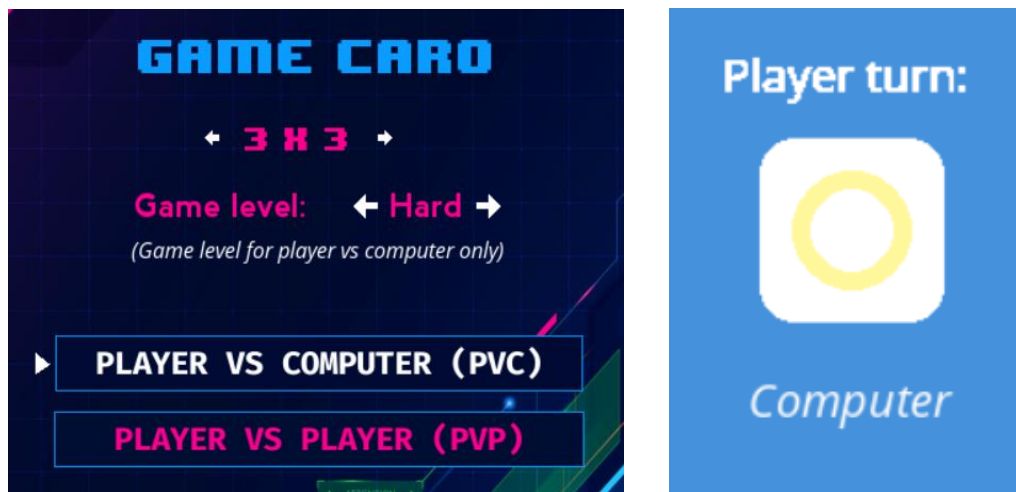 GAME CARO
3 X 3
Game level: Hard
(Game level for player vs computer only)
PLAYER VS COMPUTER (PVC)
PLAYER VS PLAYER (PVP)
Player turn:
Computer